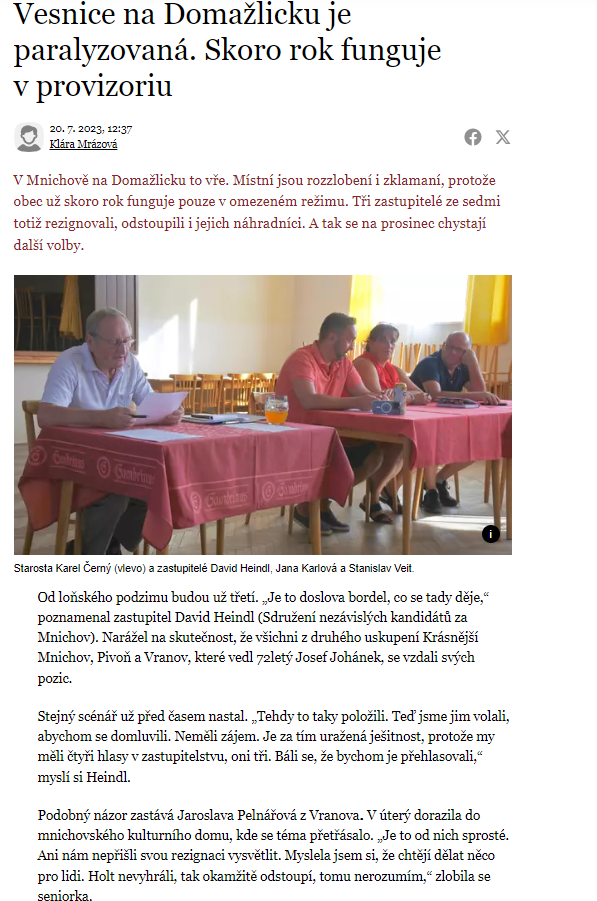 Vesnice na Domažlicku je
paralyzovaná. Skoro rok funguje
v provizoriu
20. 7. 2023, 12:37
Klára Mrázová
V Mnichově na Domažlicku to vře. Místní jsou rozzlobení i zklamaní, protože
obec už skoro rok funguje pouze v omezeném režimu. Tři zastupitelé ze sedmi
totiž rezignovali, odstoupili i jejich náhradníci. A tak se na prosinec chystají
další volby.
Gambrinus
Gambrinus
Gambrinus
Gambrinus
i
Starosta Karel Černý (vlevo) a zastupitelé David Heindl, Jana Karlová a Stanislav Veit.
Od loňského podzimu budou už třetí. „Je to doslova bordel, co se tady děje,“
poznamenal zastupitel David Heindl (Sdružení nezávislých kandidátů za
Mnichov). Narážel na skutečnost, že všichni z druhého uskupení Krásnější
Mnichov, Pivoň a Vranov, které vedl 72letý Josef Johánek, se vzdali svých
pozic.
Stejný scénář už před časem nastal. „Tehdy to taky položili. Teď jsme jim volali,
abychom se domluvili. Neměli zájem. Je za tím uražená ješitnost, protože my
měli čtyři hlasy v zastupitelstvu, oni tři. Báli se, že bychom je přehlasovali,“
myslí si Heindl.
Podobný názor zastává Jaroslava Pelnářová z Vranova. V úterý dorazila do
mnichovského kulturního domu, kde se téma přetřásalo. „Je to od nich sprosté.
Ani nám nepřišli svou rezignaci vysvětlit. Myslela jsem si, že chtějí dělat něco
pro lidi. Holt nevyhráli, tak okamžitě odstoupí, tomu nerozumím,“ zlobila se
seniorka.